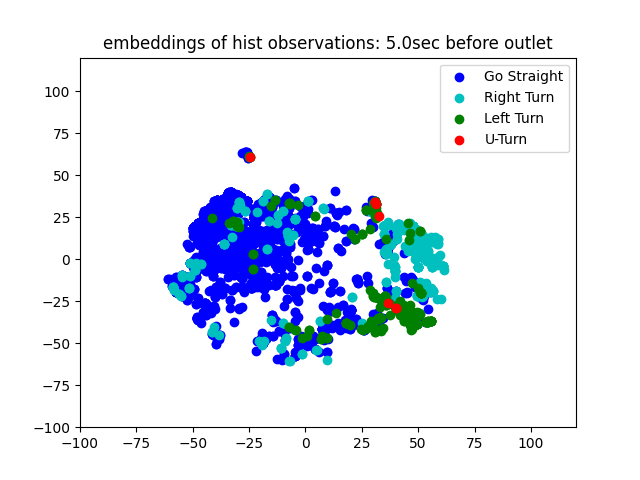 embeddings of hist observations: 5.0sec before outlet
Go Straight
Right Turn
Left Turn
U-Turn
100
75
50
25
0
−25
−50
−75
−100
−100 −75 −50 −25 0 25 50 75 100